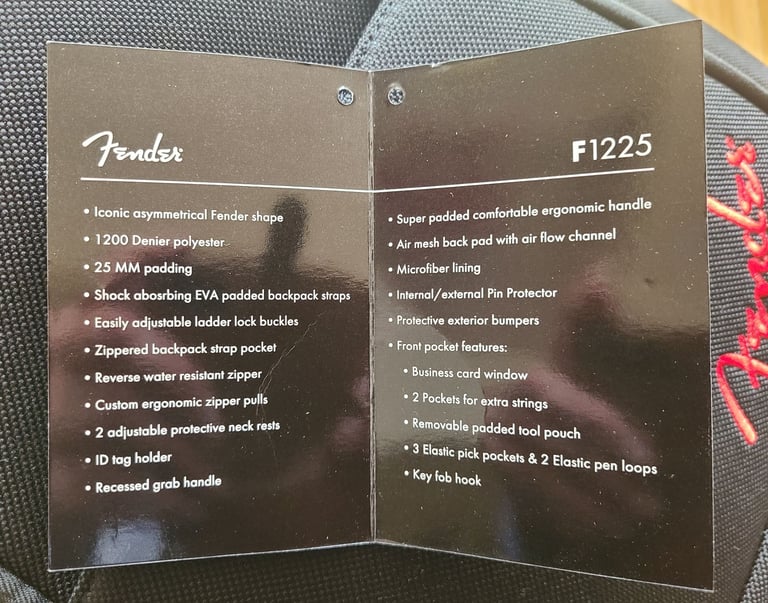 Fender
• Iconic asymmetrical Fender shape
• 1200 Denier polyester
• 25 MM padding
• Shock abosrbing EVA padded backpack straps
• Easily adjustable ladder lock buckles
• Zippered backpack strap pocket
• Reverse water resistant zipper
• Custom ergonomic zipper pulls
• 2 adjustable protective neck rests
• ID tag holder
• Recessed grab handle
F1225
• Super padded comfortable ergonomic handle
• Air mesh back pad with air flow channel
• Microfiber lining
• Internal/external Pin Protector
• Protective exterior bumpers
• Front pocket features:
• Business card window
• 2 Pockets for extra strings
• Removable padded tool pouch
• 3 Elastic pick pockets & 2 Elastic pen loops
• Key fob hook
Fender